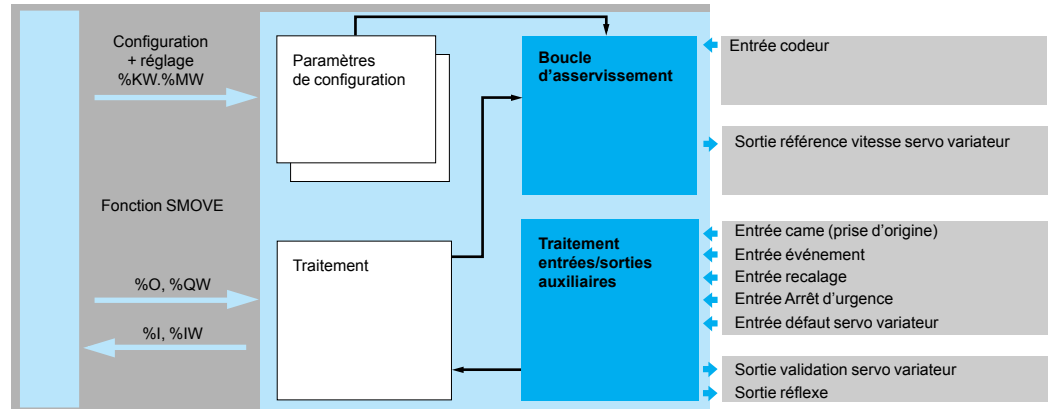 Configuration
+ réglage
%KW.%MW
Fonction SMOVE
%O, %QW
%I, %IW
Paramètres
de configuration
Traitement
Boucle
d'asservissement
Traitement
entrées/sorties
auxiliaires
Entrée codeur
Sortie référence vitesse servo variateur
Entrée came (prise d'origine)
Entrée événement
Entrée recalage
Entrée Arrêt d'urgence
Entrée défaut servo variateur
Sortie validation servo variateur
Sortie réflexe